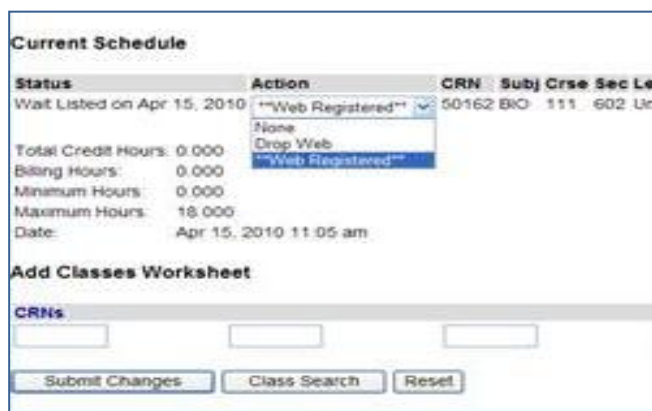 Current Schedule
Status Action CRN Subj Crse Sec Le
Wait Listed on Apr 15, 2010 **Web Registered** 50162 BIO 111 602 Un
None
Drop Web
**Web Registered**
Total Credit Hours: 0.000
Billing Hours: 0.000
Minimum Hours: 0.000
Maximum Hours: 18.000
Date: Apr 15, 2010 11:05 am
Add Classes Worksheet
CRNs
Submit Changes Class Search Reset